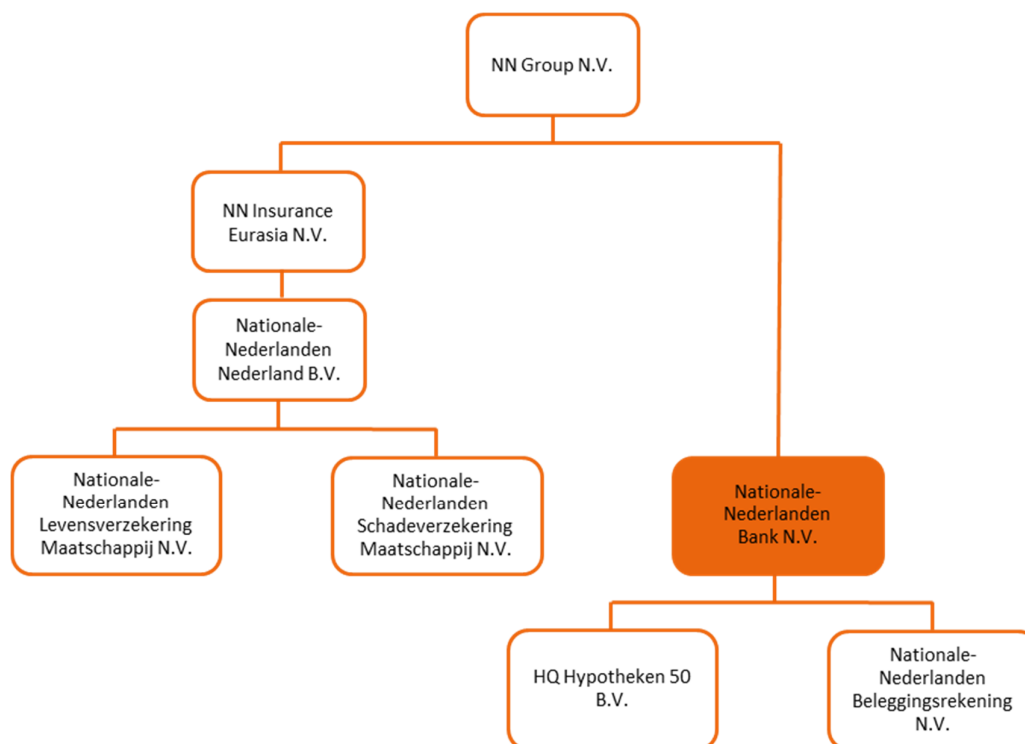 NN Group N.V.
NN Insurance
Eurasia N.V.
Nationale-
Nederlanden
Nederland B.V.
Nationale-
Nederlanden
Levensverzekering
Maatschappij N.V.
Nationale-
Nederlanden
Schadeverzekering
Maatschappij N.V.
Nationale-
Nederlanden
Bank N.V.
HQ Hypotheken 50
B.V.
Nationale-
Nederlanden
Beleggingsrekening
N.V.